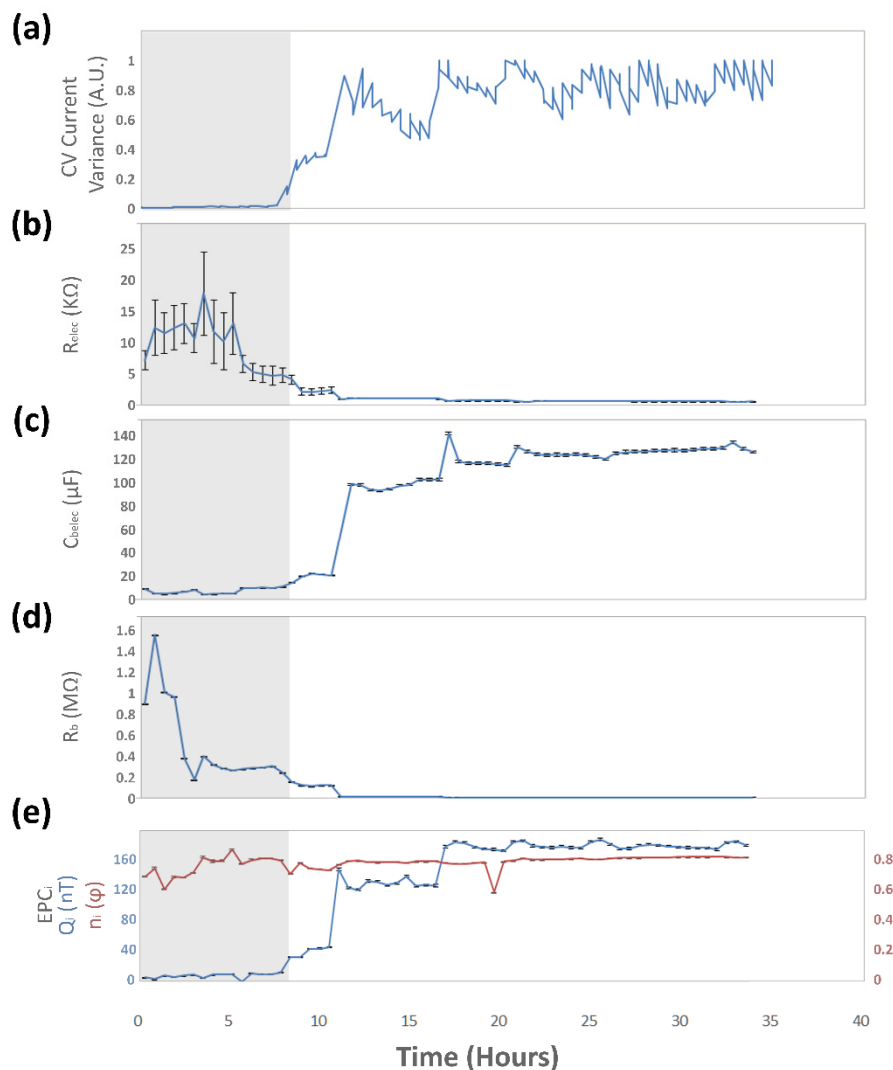 (a)
CV Current
Variance (A.U.)
1
0.8
0.6
0.4
0.2
0
(b)
Relec (KΩ)
25
20
15
10
5
0
(c)
Cbelec (µF)
140
120
100
80
60
40
20
0
(d)
Rb (MΩ)
1.6
1.4
1.2
1
0.8
0.6
0.4
0.2
0
(e)
EPCi
Qi (nT)
ni (φ)
160
120
80
40
0
0.8
0.6
0.4
0.2
0
0 5 10 15 20 25 30 35 40
Time (Hours)